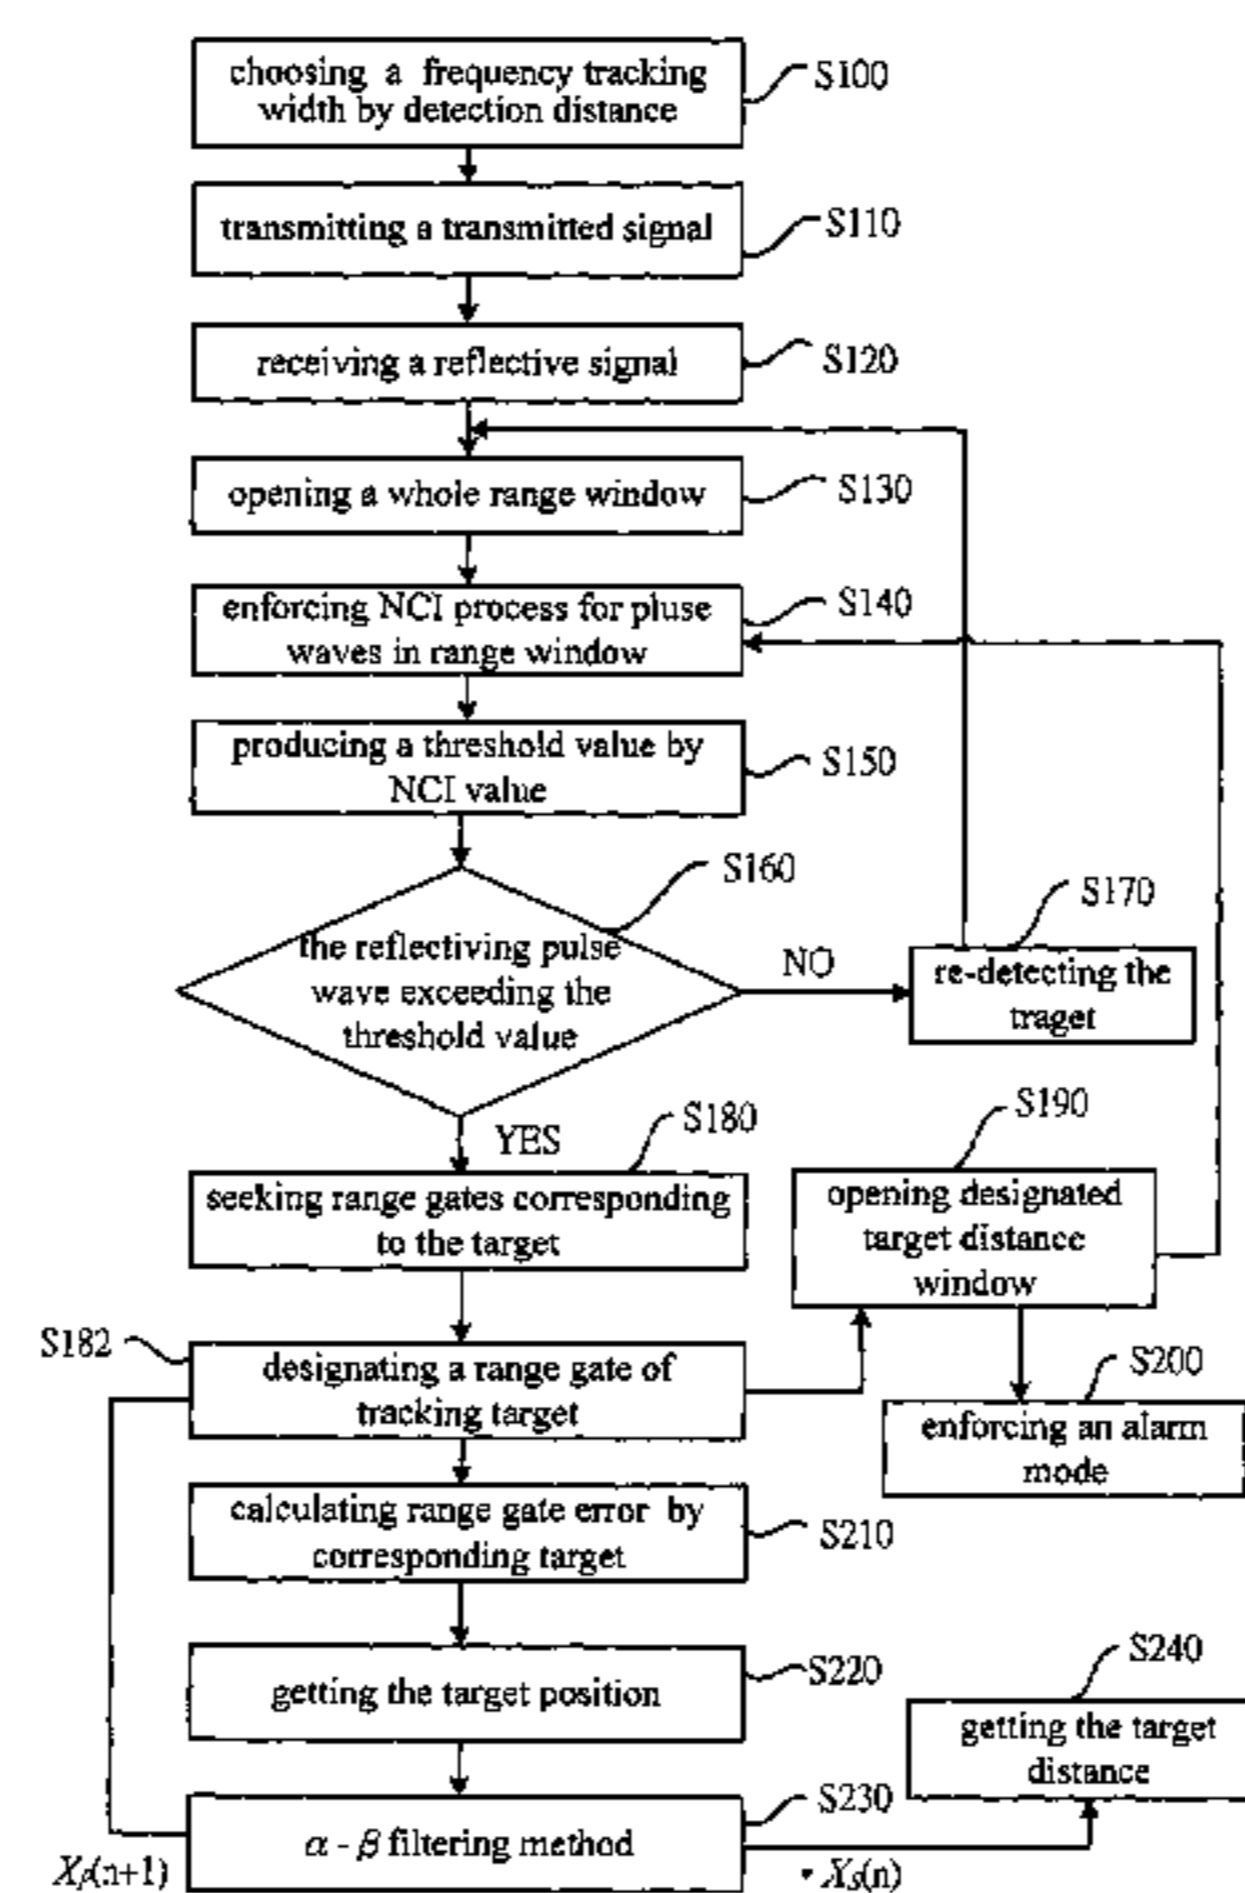 choosing a frequency tracking
width by detection distance
S100
transmitting a transmitted signal
S110
receiving a reflective signal
S120
opening a whole range window
S130
enforcing NCI process for pluse
waves in range window
S140
producing a threshold value by
NCI value
S150
S160
the reflectiving pulse
wave exceeding the
threshold value
NO
S170
re-detecting the
traget
YES
S180
seeking range gates corresponding
to the target
S190
opening designated
target distance
window
S182
designating a range gate of
tracking target
S200
enforcing an alarm
mode
calculating range gate error by
corresponding target
S210
getting the target position
S220
S240
getting the target
distance
α - β filtering method
S230
Xₚ(n+1)
Xₛ(n)